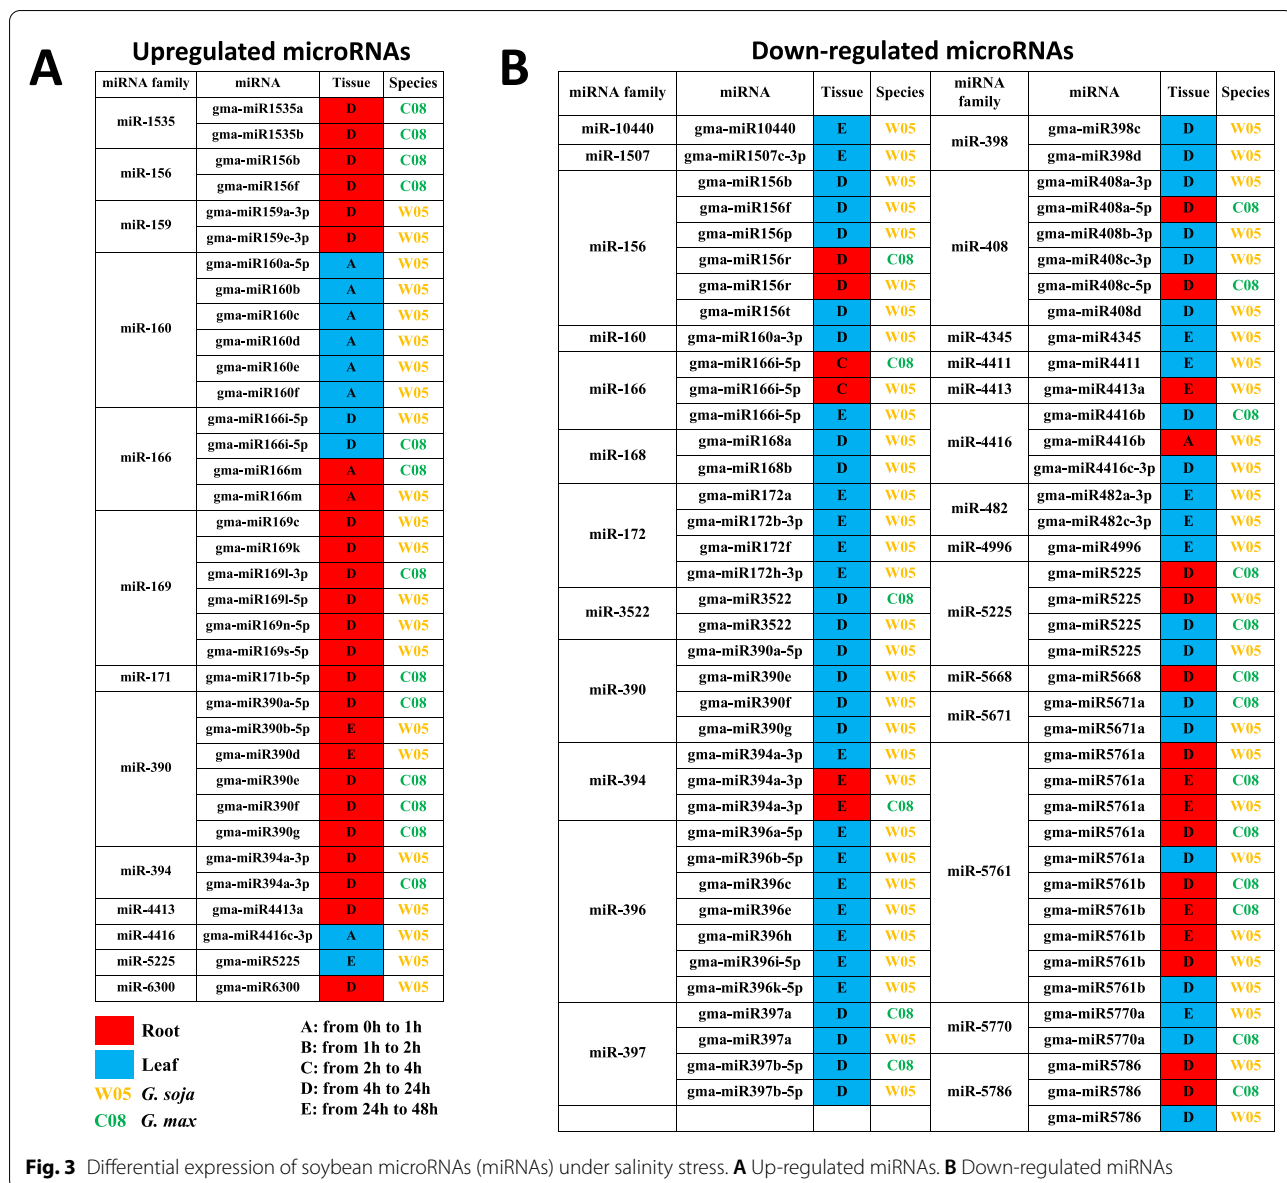 A
Upregulated microRNAs
miRNA family miRNA Tissue Species
miR-1535 gma-miR1535a D C08
gma-miR1535b D C08
miR-156 gma-miR156b D C08
gma-miR156f D C08
miR-159 gma-miR159a-3p D W05
gma-miR159e-3p D W05
miR-160 gma-miR160a-5p A W05
gma-miR160b A W05
gma-miR160c A W05
gma-miR160d A W05
gma-miR160e A W05
gma-miR160f A W05
miR-166 gma-miR166i-5p D W05
gma-miR166i-5p D C08
gma-miR166m A C08
gma-miR166m A W05
miR-169 gma-miR169c D W05
gma-miR169k D W05
gma-miR169l-3p D C08
gma-miR169l-5p D W05
gma-miR169n-5p D W05
gma-miR169s-5p D W05
miR-171 gma-miR171b-5p D C08
miR-390 gma-miR390a-5p D C08
gma-miR390b-5p E W05
gma-miR390d E W05
gma-miR390e D C08
gma-miR390f D C08
gma-miR390g D C08
miR-394 gma-miR394a-3p D W05
gma-miR394a-3p D C08
miR-4413 gma-miR4413a D W05
miR-4416 gma-miR4416c-3p A W05
miR-5225 gma-miR5225 E W05
miR-6300 gma-miR6300 D W05
Root
Leaf
W05 G. soja
C08 G. max
A: from 0h to 1h
B: from 1h to 2h
C: from 2h to 4h
D: from 4h to 24h
E: from 24h to 48h
B
Down-regulated microRNAs
miRNA family miRNA Tissue Species miRNA family miRNA Tissue Species
miR-10440 gma-miR10440 E W05 miR-398 gma-miR398c D W05
miR-1507 gma-miR1507c-3p E W05 gma-miR398d D W05
miR-156 gma-miR156b D W05 miR-408 gma-miR408a-3p D W05
gma-miR156f D W05 gma-miR408a-5p D C08
gma-miR156p D W05 gma-miR408b-3p D W05
gma-miR156r D C08 gma-miR408c-3p D W05
gma-miR156r D W05 gma-miR408c-5p D C08
gma-miR156t D W05 gma-miR408d D W05
miR-160 gma-miR160a-3p D W05 miR-4345 gma-miR4345 E W05
miR-166 gma-miR166i-5p C C08 miR-4411 gma-miR4411 E W05
gma-miR166i-5p C W05 miR-4413 gma-miR4413a E W05
gma-miR166i-5p E W05 miR-4416 gma-miR4416b D C08
miR-168 gma-miR168a D W05 gma-miR4416b A W05
gma-miR168b D W05 gma-miR4416c-3p D W05
miR-172 gma-miR172a E W05 miR-482 gma-miR482a-3p E W05
gma-miR172b-3p E W05 gma-miR482c-3p E W05
gma-miR172f E W05 miR-4996 gma-miR4996 E W05
gma-miR172h-3p E W05 miR-5225 gma-miR5225 D C08
miR-3522 gma-miR3522 D C08 gma-miR5225 D W05
gma-miR3522 D W05 gma-miR5225 D C08
miR-390 gma-miR390a-5p D W05 gma-miR5225 D W05
gma-miR390e D W05 miR-5668 gma-miR5668 D C08
gma-miR390f D W05 miR-5671 gma-miR5671a D C08
gma-miR390g D W05 gma-miR5671a D W05
miR-394 gma-miR394a-3p E W05 miR-5761 gma-miR5761a D W05
gma-miR394a-3p E W05 gma-miR5761a E C08
gma-miR394a-3p E C08 gma-miR5761a E W05
miR-396 gma-miR396a-5p E W05 gma-miR5761a D C08
gma-miR396b-5p E W05 gma-miR5761a D W05
gma-miR396c E W05 gma-miR5761b D C08
gma-miR396e E W05 gma-miR5761b E C08
gma-miR396h E W05 gma-miR5761b E W05
gma-miR396i-5p E W05 gma-miR5761b D W05
gma-miR396k-5p E W05 gma-miR5761b D W05
miR-397 gma-miR397a D C08 miR-5770 gma-miR5770a E W05
gma-miR397a D W05 gma-miR5770a D C08
gma-miR397b-5p D C08 miR-5786 gma-miR5786 D W05
gma-miR397b-5p D W05 gma-miR5786 D C08
gma-miR5786 D W05
Fig. 3 Differential expression of soybean microRNAs (miRNAs) under salinity stress. A Up-regulated miRNAs. B Down-regulated miRNAs